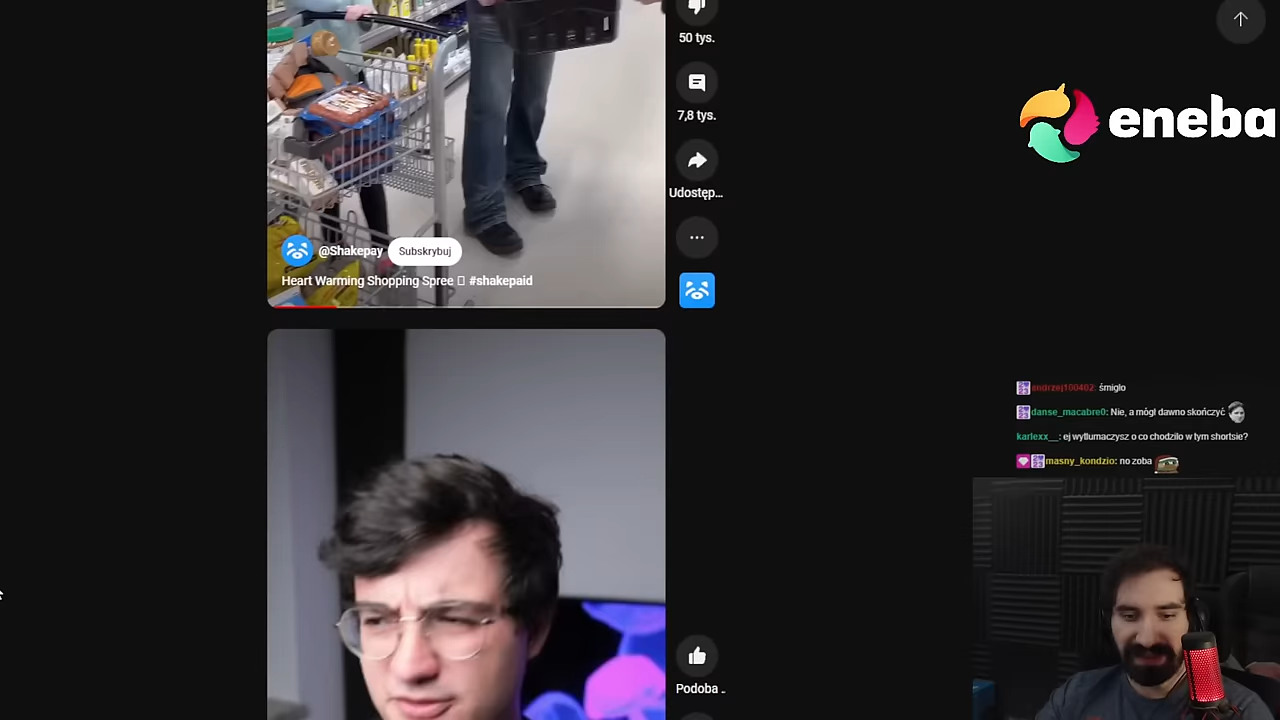 50 tys.
7,8 tys.
Udostęp...
@Shakepay Subskrybuj
Heart Warming Shopping Spree #shakepaid
eneba
andrzej100402: śmigło
danse_macabre0: Nie, a mógł dawno skończyć
karlexx__: ej wytłumaczysz o co chodziło w tym shortsie?
masny_kondzio: no zoba
Podoba ..